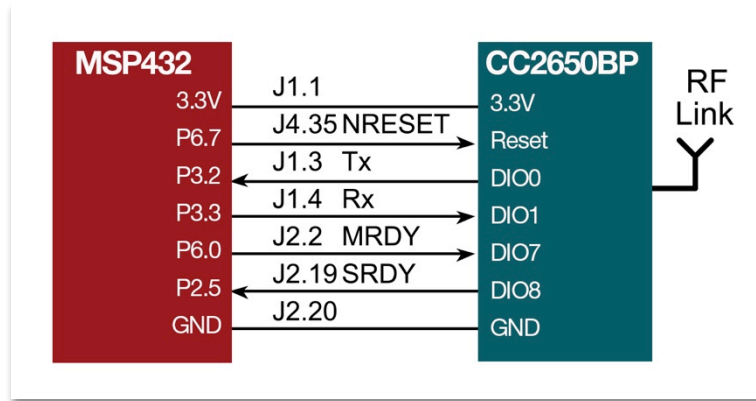 MSP432
CC2650BP
RF
Link
3.3V J1.1 3.3V
P6.7 J4.35 NRESET Reset
P3.2 J1.3 Tx DIO0
P3.3 J1.4 Rx DIO1
P6.0 J2.2 MRDY DIO7
P2.5 J2.19 SRDY DIO8
GND J2.20 GND